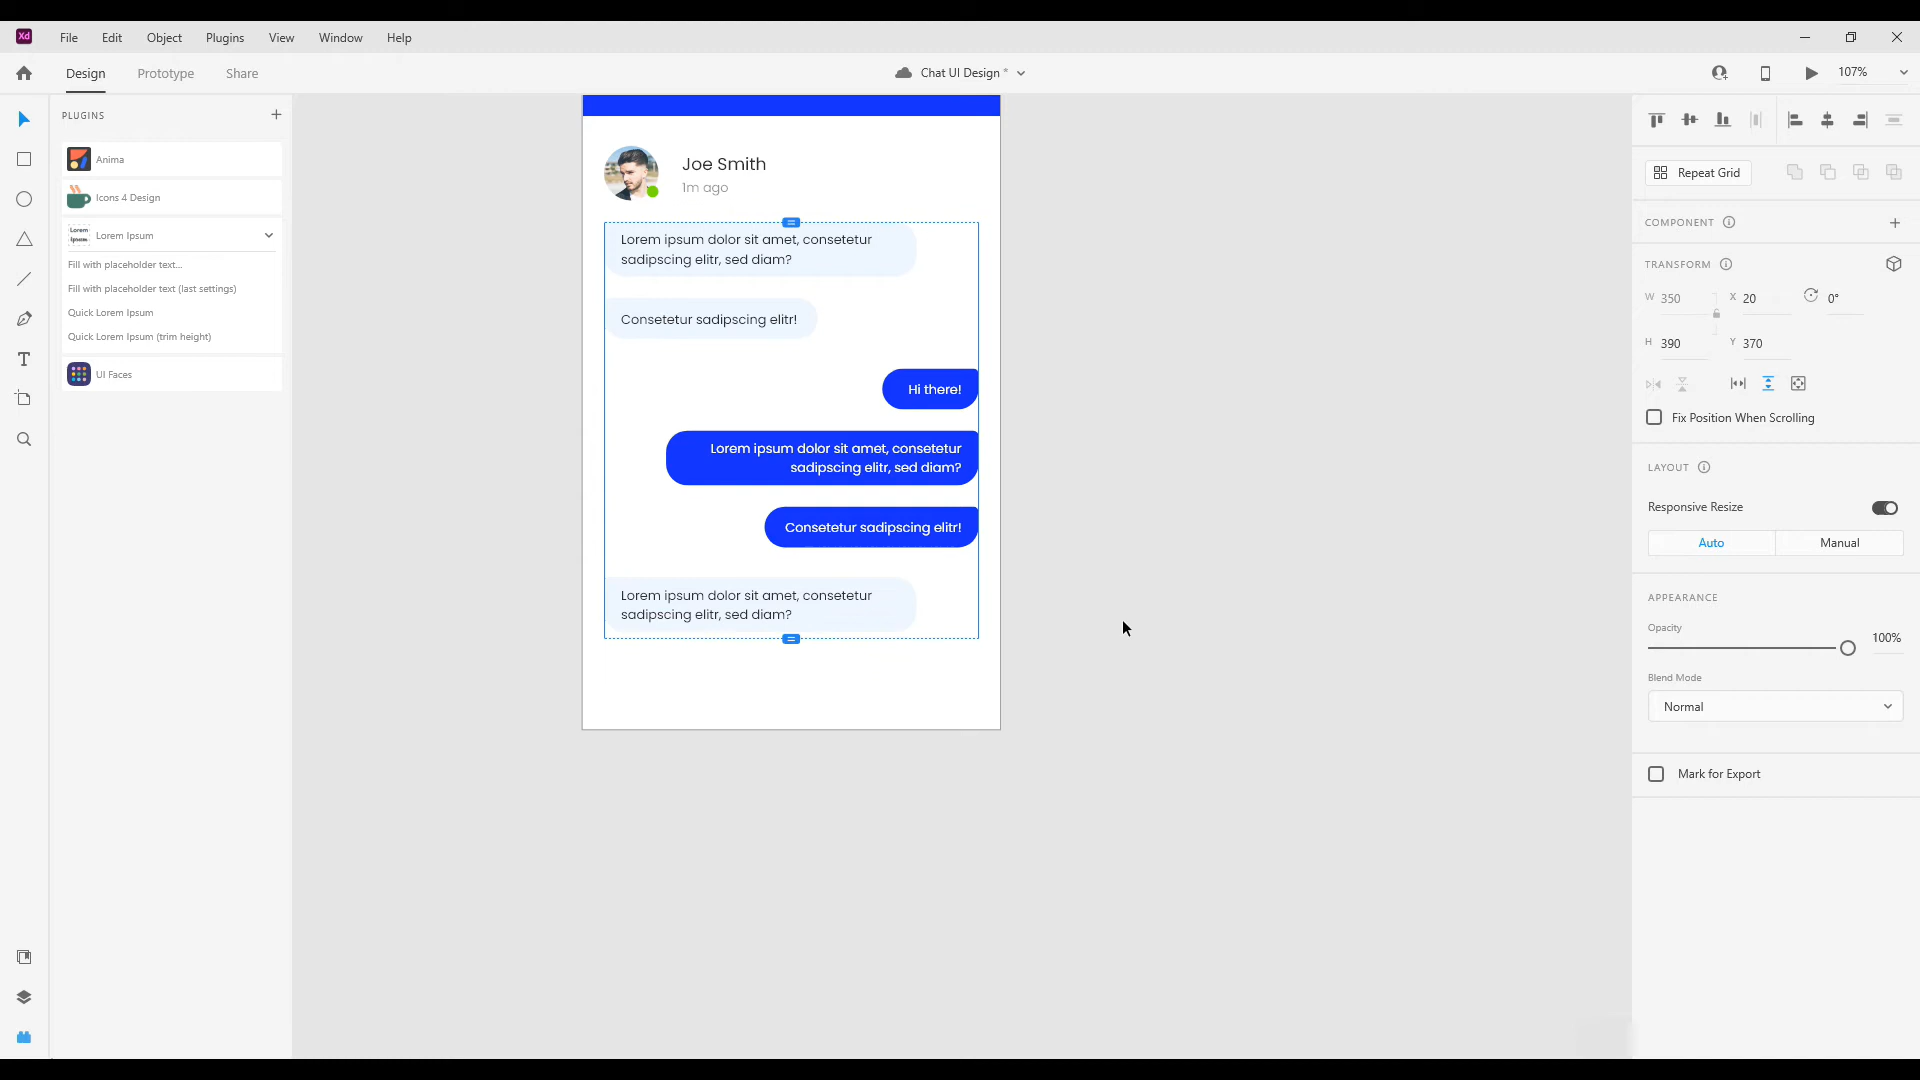 Xd
File Edit Object Plugins View Window Help
Design Prototype Share
Chat UI Design *
107%
PLUGINS
Anima
Icons 4 Design
Lorem Ipsum
Lorem Ipsum
Fill with placeholder text...
Fill with placeholder text (last settings)
Quick Lorem Ipsum
Quick Lorem Ipsum (trim height)
UI Faces
Joe Smith
1m ago
Lorem ipsum dolor sit amet, consetetur
sadipscing elitr, sed diam?
Consetetur sadipscing elitr!
Hi there!
Lorem ipsum dolor sit amet, consetetur
sadipscing elitr, sed diam?
Consetetur sadipscing elitr!
Lorem ipsum dolor sit amet, consetetur
sadipscing elitr, sed diam?
Repeat Grid
COMPONENT
TRANSFORM
W 350 X 20 0°
H 390 Y 370
Fix Position When Scrolling
LAYOUT
Responsive Resize
Auto Manual
APPEARANCE
Opacity
100%
Blend Mode
Normal
Mark for Export